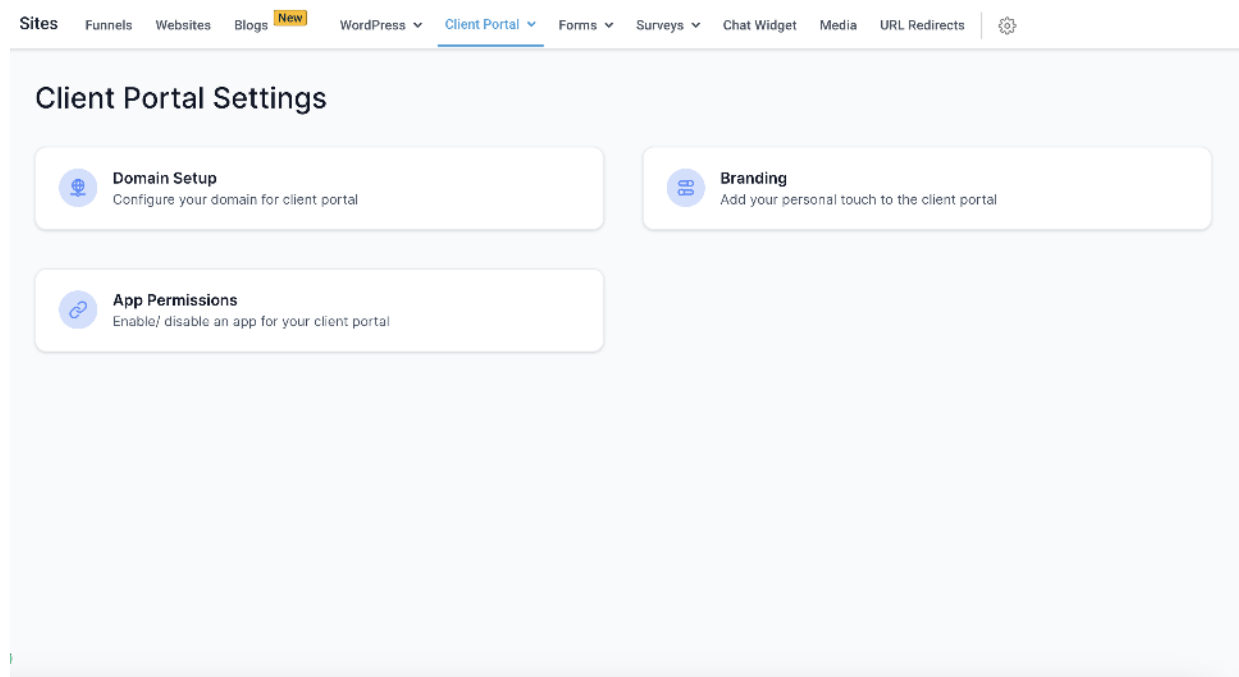 Sites Funnels Websites Blogs New WordPress Client Portal Forms Surveys Chat Widget Media URL Redirects
Client Portal Settings
Domain Setup
Configure your domain for client portal
Branding
Add your personal touch to the client portal
App Permissions
Enable/ disable an app for your client portal